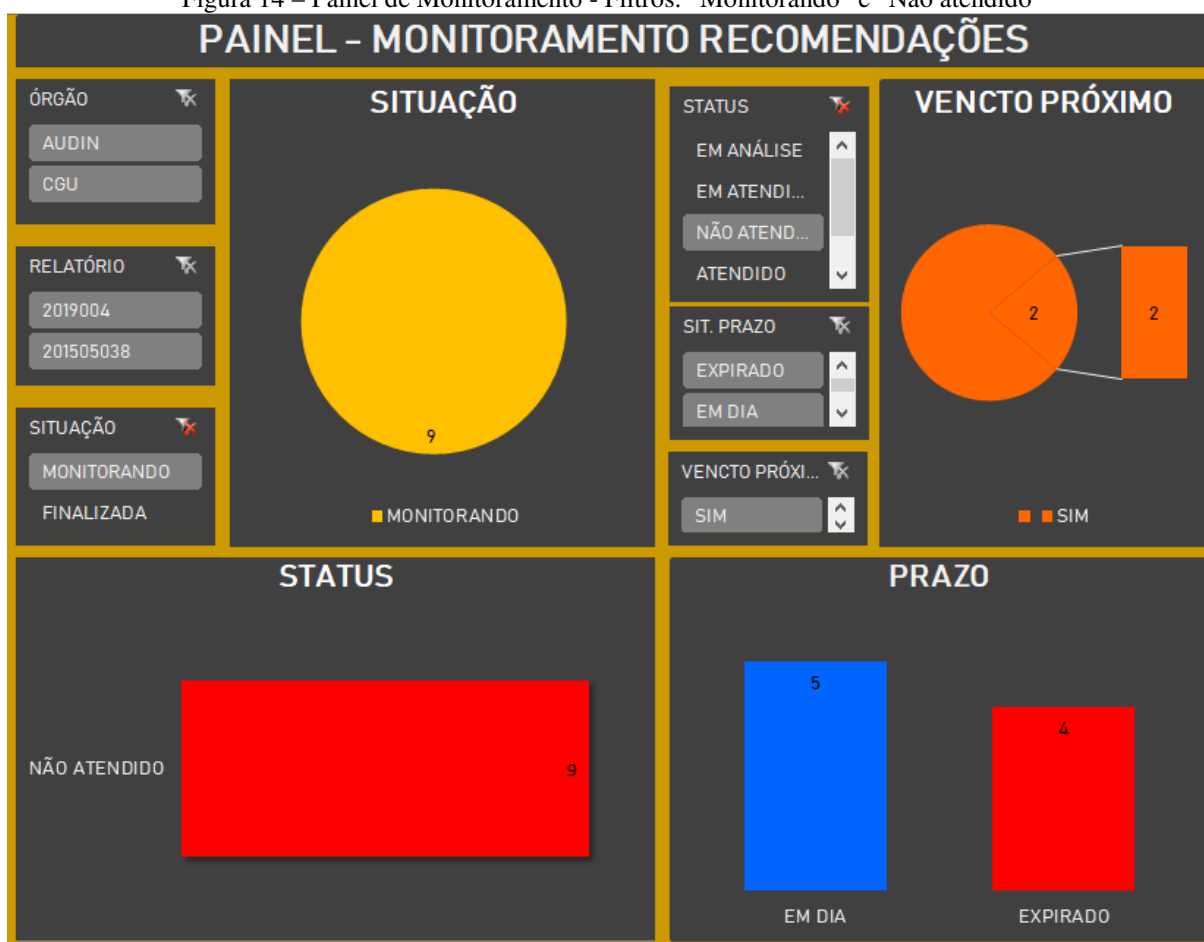 Figura 14 – Painel de Monitoramento - Filtros: "Monitorando" e "Não atendido"
PAINEL - MONITORAMENTO RECOMENDAÇÕES
ÓRGÃO
AUDIN
CGU
RELATÓRIO
2019004
201505038
SITUAÇÃO
MONITORANDO
FINALIZADA
SITUAÇÃO
9
MONITORANDO
STATUS
EM ANÁLISE
EM ATENDI...
NÃO ATEND...
ATENDIDO
SIT. PRAZO
EXPIRADO
EM DIA
VENCTO PRÓXI...
SIM
VENCTO PRÓXIMO
2
2
SIM
STATUS
NÃO ATENDIDO
9
PRAZO
5
4
EM DIA
EXPIRADO